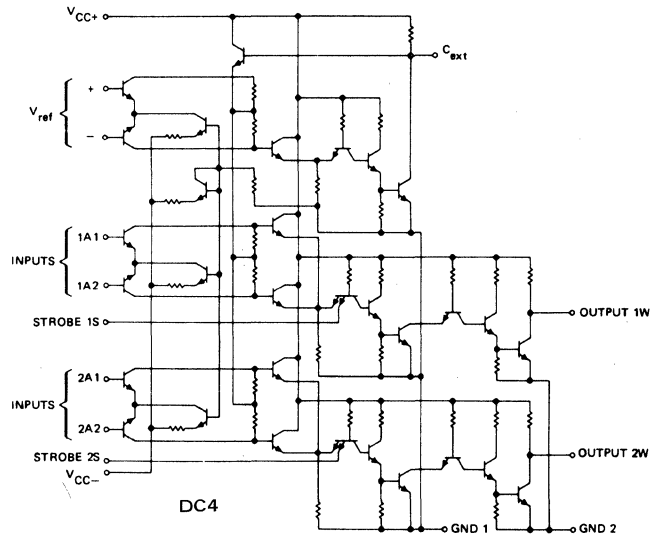 VCC+
Cext
Vref
+
−
1A1
INPUTS
1A2
OUTPUT 1W
STROBE 1S
2A1
INPUTS
2A2
OUTPUT 2W
STROBE 2S
VCC−
DC4
GND 1
GND 2